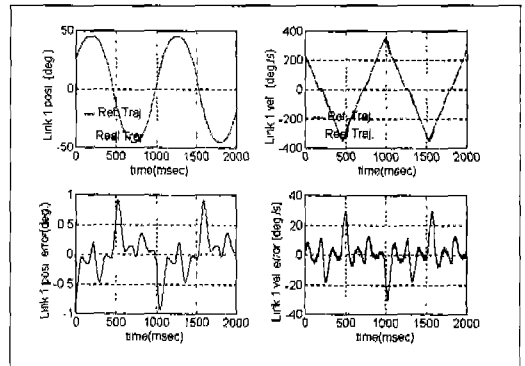 50
0
-50
Link 1 posi (deg.)
Ref. Traj
Real Traj
0 500 1000 1500 2000
time(msec)
400
200
0
-200
-400
Link 1 vel (deg./s)
Ref. Traj
Real Traj.
0 500 1000 1500 2000
time(msec)
1
0.5
0
-0.5
-1
Link 1 posi error(deg.)
0 500 1000 1500 2000
time(msec)
40
20
0
-20
-40
Link 1 vel error (deg./s)
0 500 1000 1500 2000
time(msec)